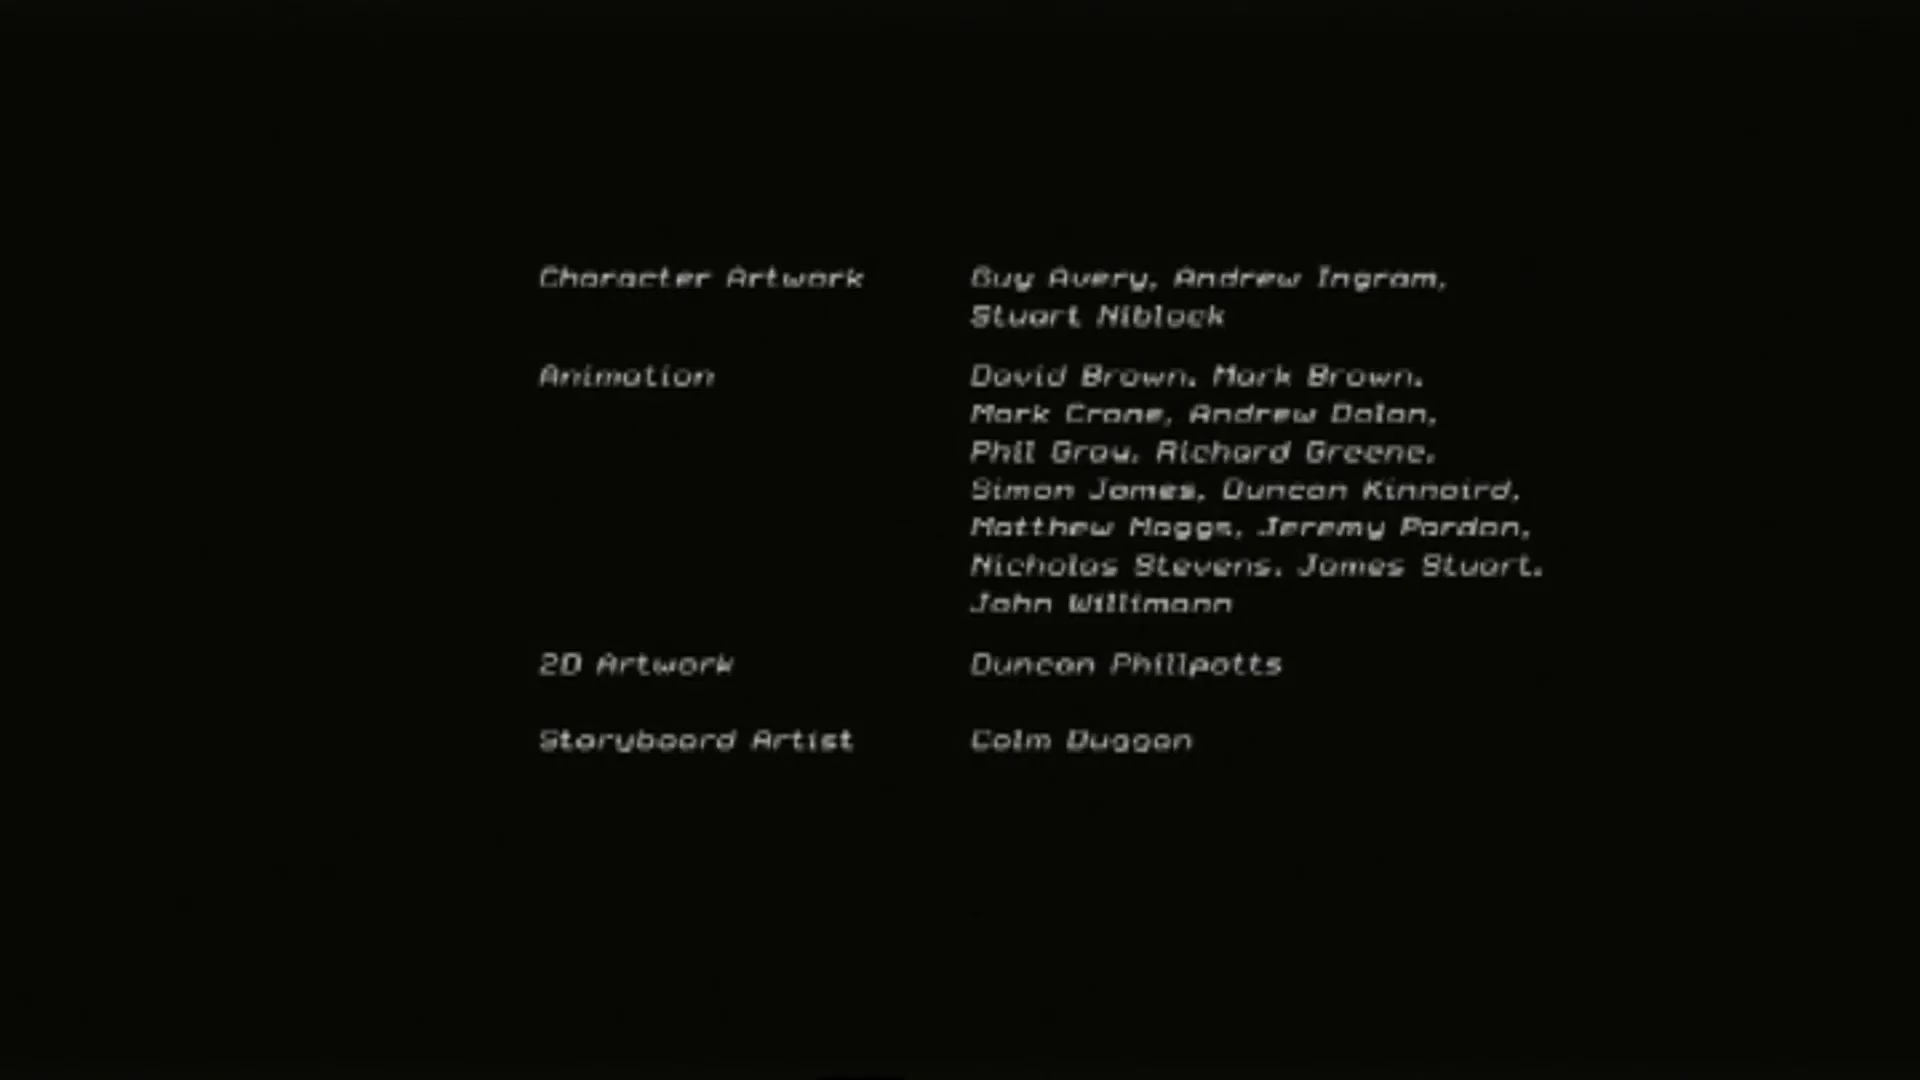 Character Artwork Guy Avery, Andrew Ingram,
Stuart Niblock
Animation David Brown, Mark Brown,
Mark Crane, Andrew Dolan,
Phil Gray, Richard Greene,
Simon James, Duncan Kinnaird,
Matthew Maggs, Jeremy Pardon,
Nicholas Stevens, James Stuart,
John Willimann
2D Artwork Duncan Phillpotts
Storyboard Artist Colm Duggan